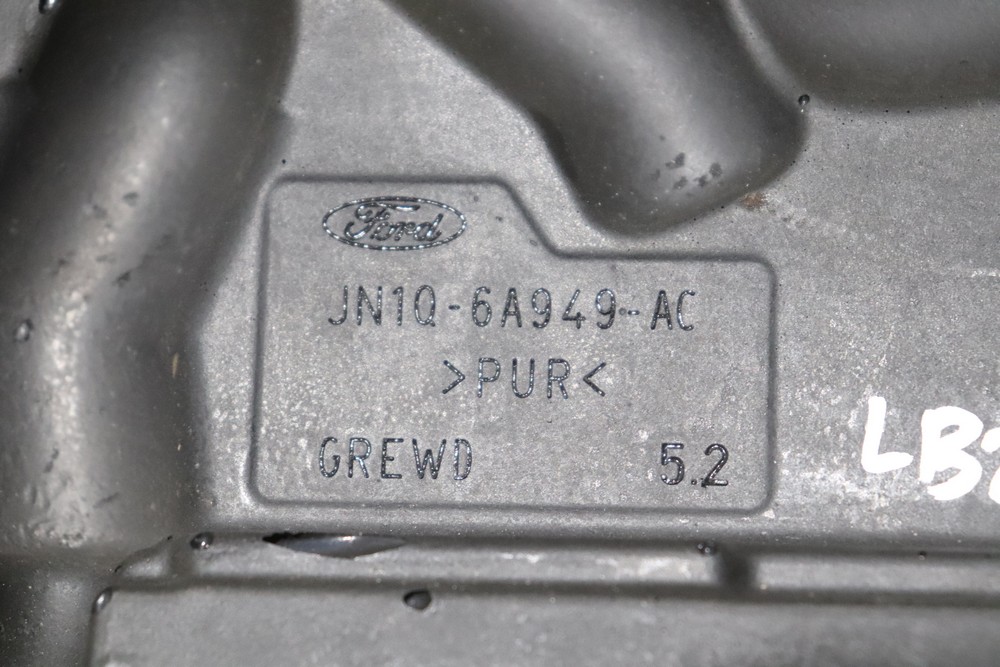 Ford
JN1Q-6A949-AC
>PUR<
GREWD 5.2
LB